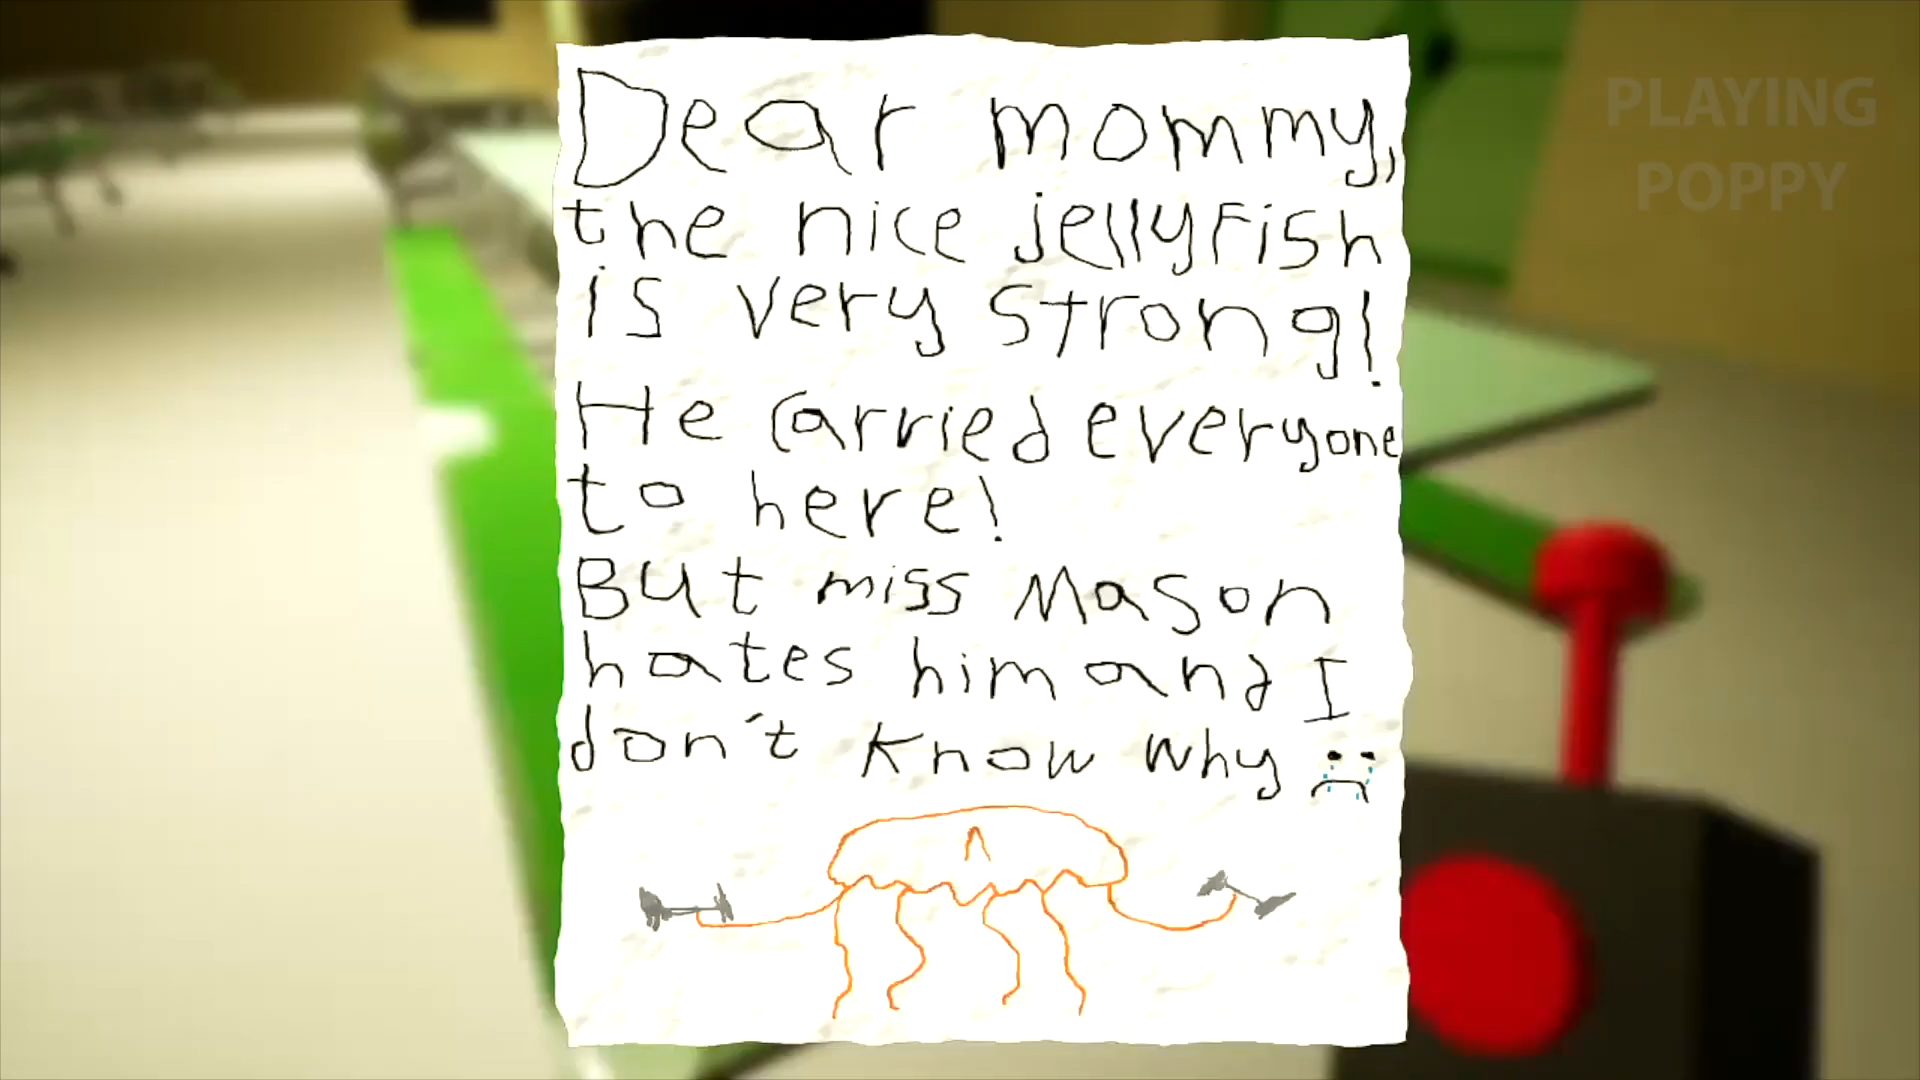 Dear mommy,
the nice jellyfish
is very strong!
He carried everyone
to here!
But miss Mason
hates him and I
don't know why
PLAYING
POPPY